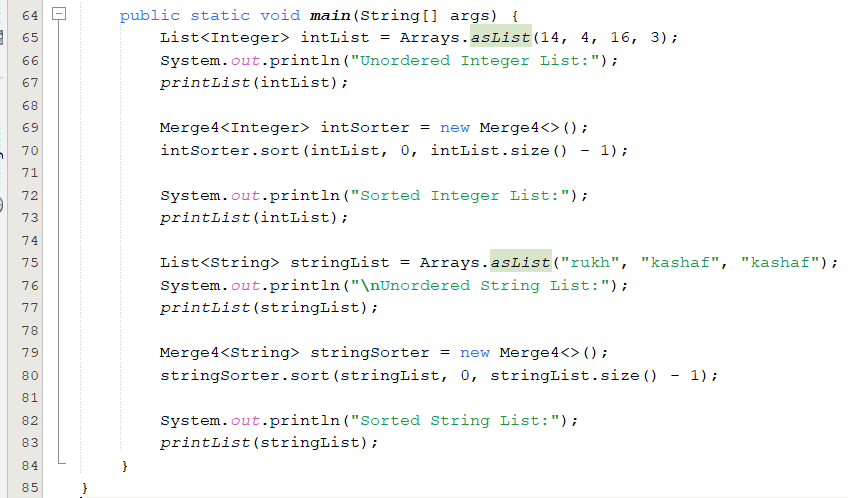 64 public static void main(String[] args) {
65 List<Integer> intList = Arrays.asList(14, 4, 16, 3);
66 System.out.println("Unordered Integer List:");
67 printList(intList);
68
69 Merge4<Integer> intSorter = new Merge4<>();
70 intSorter.sort(intList, 0, intList.size() - 1);
71
72 System.out.println("Sorted Integer List:");
73 printList(intList);
74
75 List<String> stringList = Arrays.asList("rukh", "kashaf", "kashaf");
76 System.out.println("\nUnordered String List:");
77 printList(stringList);
78
79 Merge4<String> stringSorter = new Merge4<>();
80 stringSorter.sort(stringList, 0, stringList.size() - 1);
81
82 System.out.println("Sorted String List:");
83 printList(stringList);
84 }
85 }